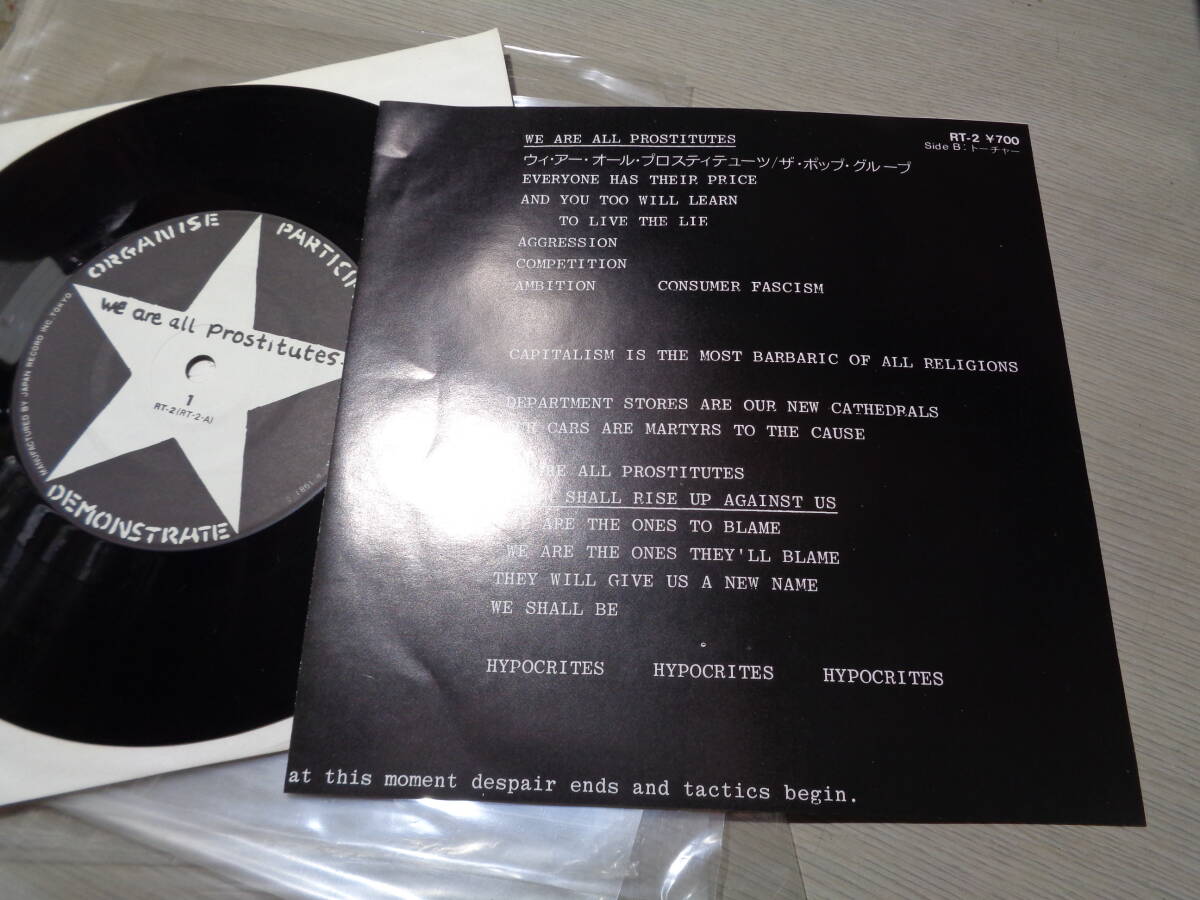 WE ARE ALL PROSTITUTES
RT-2 ¥700
Side B:トーチャー
ウィ・アー・オール・プロスティテューツ/ザ・ポップ・グループ
EVERYONE HAS THEIR PRICE
AND YOU TOO WILL LEARN
TO LIVE THE LIE
AGGRESSION
COMPETITION
AMBITION CONSUMER FASCISM
CAPITALISM IS THE MOST BARBARIC OF ALL RELIGIONS
DEPARTMENT STORES ARE OUR NEW CATHEDRALS
CARS ARE MARTYRS TO THE CAUSE
ALL PROSTITUTES
SHALL RISE UP AGAINST US
ARE THE ONES TO BLAME
WE ARE THE ONES THEY'LL BLAME
THEY WILL GIVE US A NEW NAME
WE SHALL BE
HYPOCRITES HYPOCRITES HYPOCRITES
at this moment despair ends and tactics begin.
ORGANISE
PARTICIP
we are all prostitutes
1
RT-2(RT-2-A)
MANUFACTURED BY JAPAN RECORD INC. TOKYO
℗ 1981
DEMONSTRATE